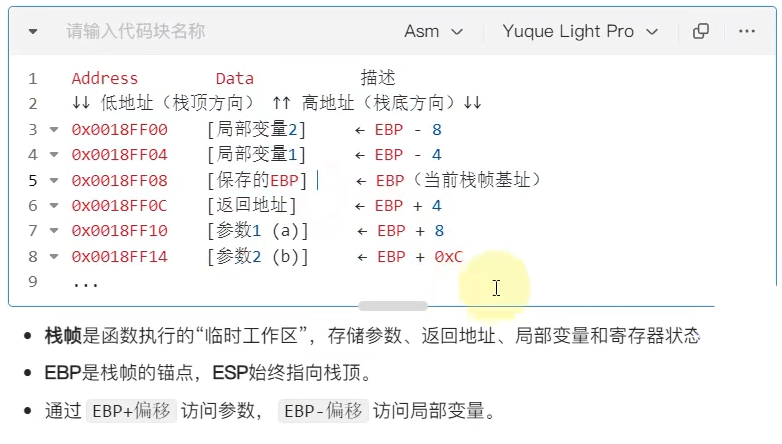 请输入代码块名称 Asm Yuque Light Pro
1 Address Data 描述
2 ↓↓ 低地址（栈顶方向） ↑↑ 高地址（栈底方向）↓↓
3 0x0018FF00 [局部变量2] ← EBP - 8
4 0x0018FF04 [局部变量1] ← EBP - 4
5 0x0018FF08 [保存的EBP] ← EBP（当前栈帧基址）
6 0x0018FF0C [返回地址] ← EBP + 4
7 0x0018FF10 [参数1 (a)] ← EBP + 8
8 0x0018FF14 [参数2 (b)] ← EBP + 0xC
9 ...
• 栈帧是函数执行的“临时工作区”，存储参数、返回地址、局部变量和寄存器状态
• EBP是栈帧的锚点，ESP始终指向栈顶。
• 通过 EBP+偏移 访问参数， EBP-偏移 访问局部变量。